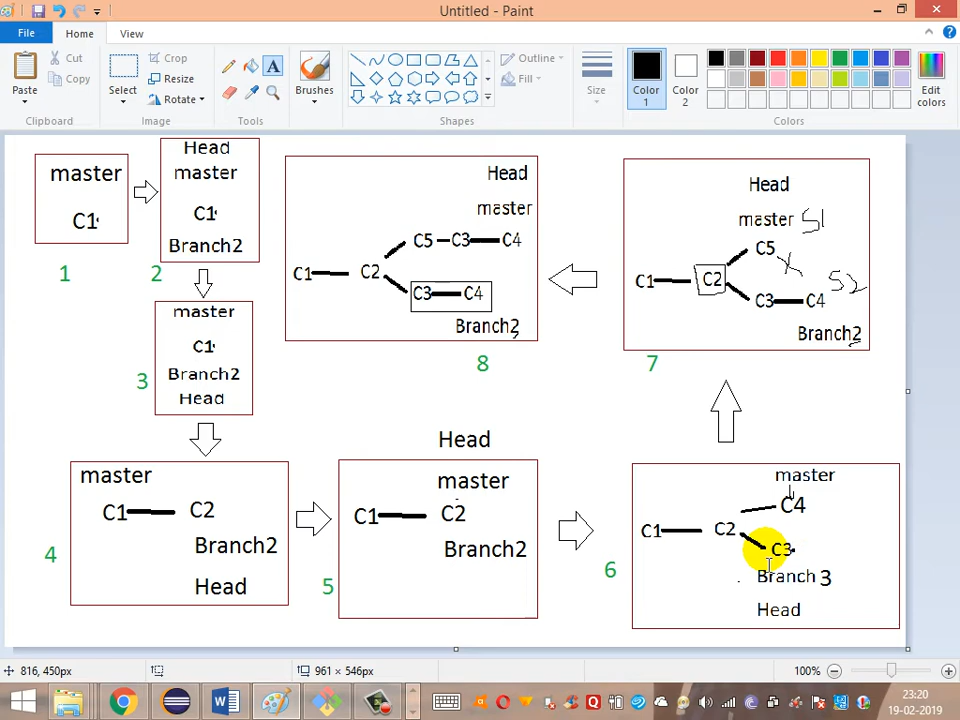 Untitled - Paint
File
Home
View
Paste
Cut
Copy
Clipboard
Select
Crop
Resize
Rotate
Image
Tools
Brushes
Shapes
Outline
Fill
Size
Color
1
Color
2
Colors
Edit
colors
master
C1
1
Head
master
C1
Branch2
2
master
C1
Branch2
Head
3
master
C1
C2
Branch2
Head
4
Head
master
C1
C2
Branch2
5
master
C4
C1
C2
C3
Branch 3
Head
6
Head
master S1
C5
C1
C2
C3
C4
S2
Branch2
7
Head
master
C5
C3
C4
C1
C2
C3
C4
Branch2
8
816, 450px
961 × 546px
100%
23:20
19-02-2019